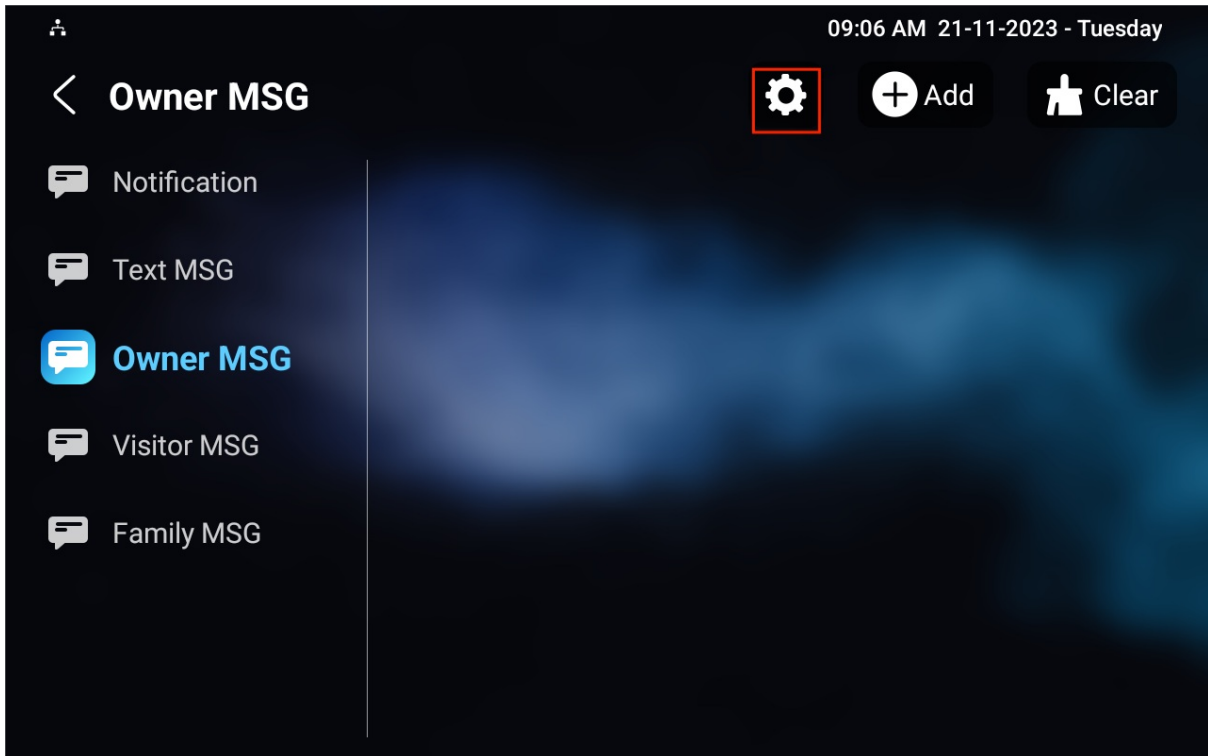 09:06 AM 21-11-2023 - Tuesday
Owner MSG
Add
Clear
Notification
Text MSG
Owner MSG
Visitor MSG
Family MSG